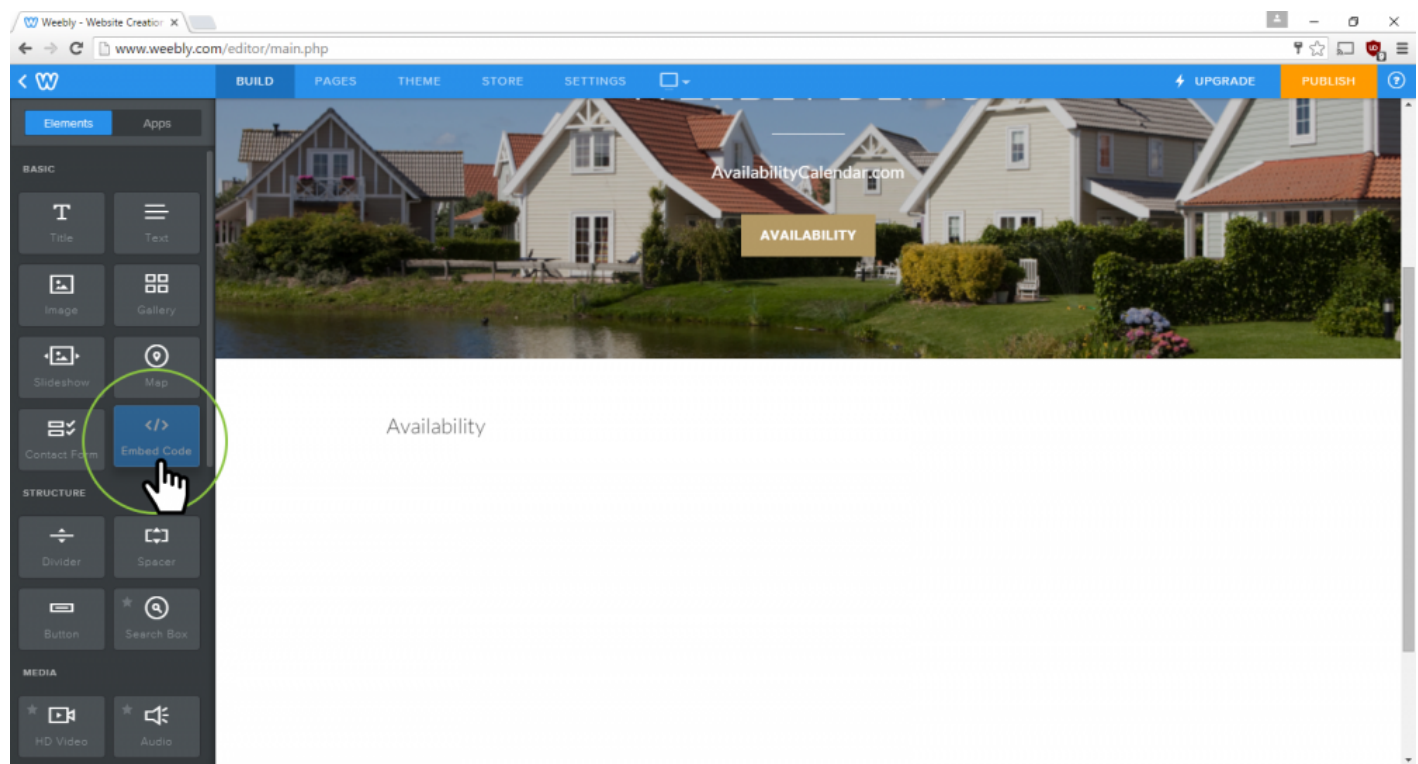 Weebly - Website Creation
www.weebly.com/editor/main.php
BUILD PAGES THEME STORE SETTINGS UPGRADE PUBLISH ?
Elements Apps
AvailabilityCalendar.com
AVAILABILITY
BASIC
Title Text
Image Gallery
Slideshow Map
Contact Form Embed Code
Availability
STRUCTURE
Divider Spacer
Button Search Box
MEDIA
HD Video Audio